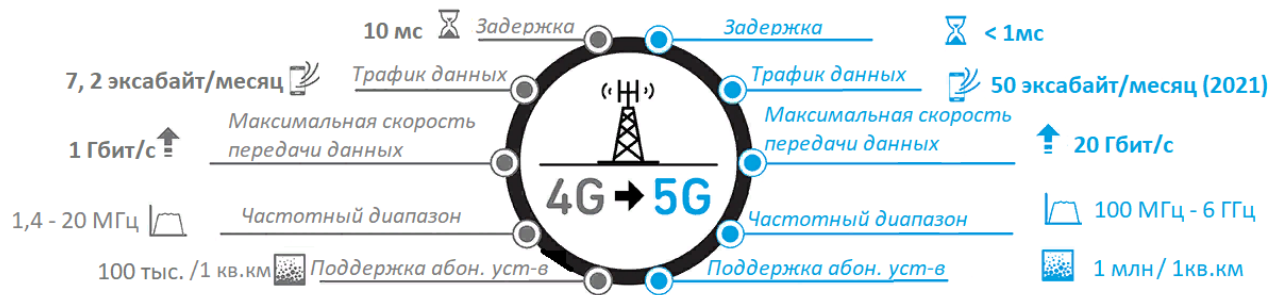 10 мс Задержка
Задержка < 1мс
7, 2 эксабайт/месяц Трафик данных
Трафик данных 50 эксабайт/месяц (2021)
Максимальная скорость
передачи данных
1 Гбит/с
Максимальная скорость
передачи данных
20 Гбит/с
4G 5G
1,4 - 20 МГц Частотный диапазон
Частотный диапазон 100 МГц - 6 ГГц
100 тыс. /1 кв.км Поддержка абон. уст-в
Поддержка абон. уст-в 1 млн/ 1кв.км